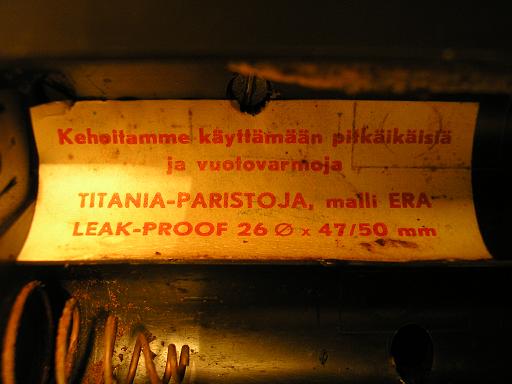 Kehoitamme käyttämään pitkäikäisiä
ja vuotovarmoja
TITANIA-PARISTOJA, malli ERA
LEAK-PROOF 26 Ø x 47/50 mm